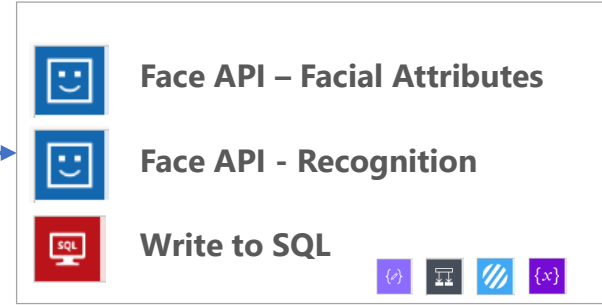 Face API – Facial Attributes
Face API - Recognition
SQL
Write to SQL
{x}